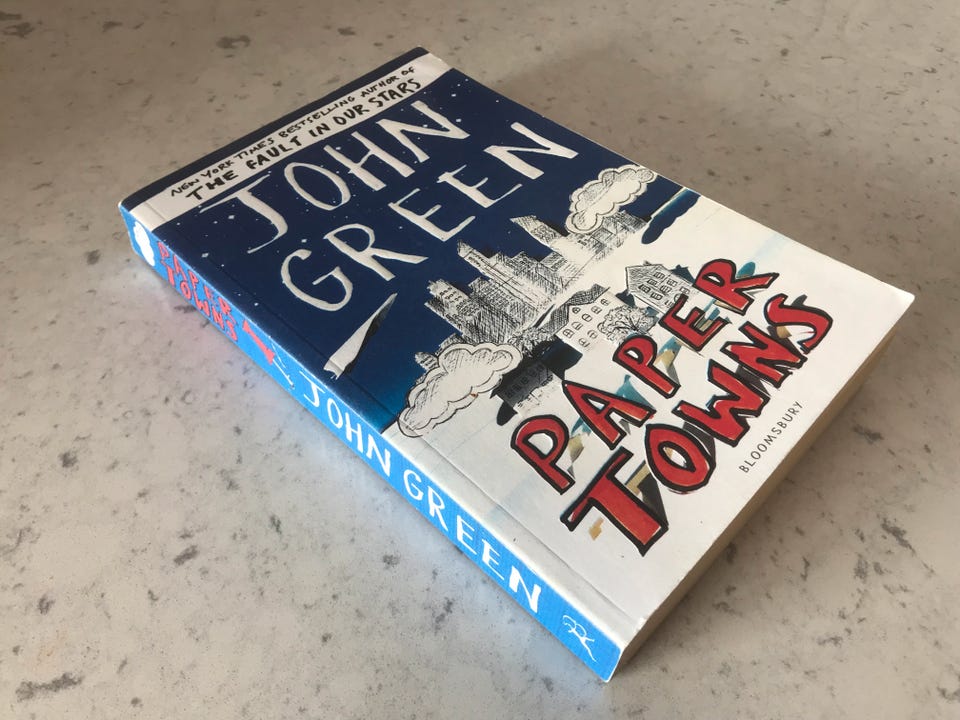 NEW YORK TIMES BESTSELLING AUTHOR OF
THE FAULT IN OUR STARS
JOHN
GREEN
PAPER
TOWNS
BLOOMSBURY
PAPER
TOWNS
JOHN GREEN